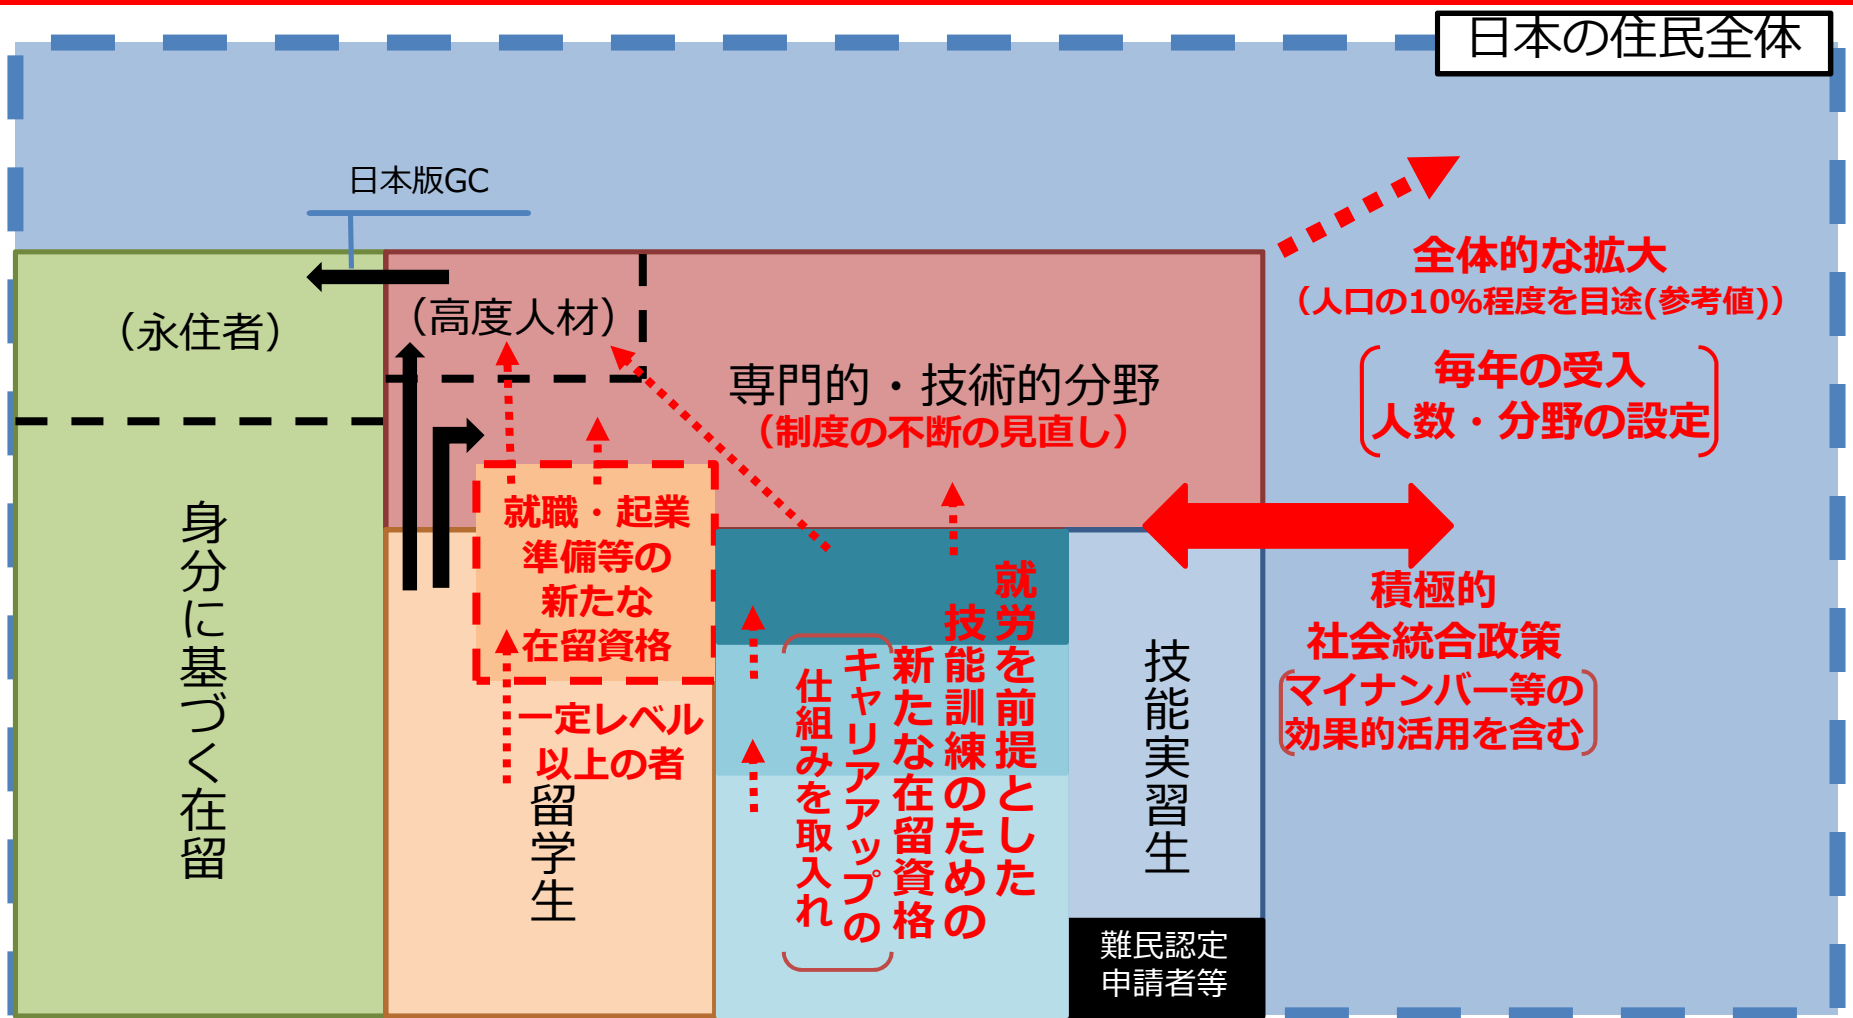 日本の住民全体
日本版GC
（永住者）
（高度人材）
専門的・技術的分野
（制度の不断の見直し）
全体的な拡大
（人口の10%程度を目途(参考値)）
毎年の受入
人数・分野の設定
身分に基づく在留
就職・起業
準備等の
新たな
在留資格
一定レベル
以上の者
留学生
就労を前提とした
技能訓練のための
新たな在留資格
キャリアアップの
仕組みを取入れ
技能実習生
難民認定
申請者等
積極的
社会統合政策
マイナンバー等の
効果的活用を含む